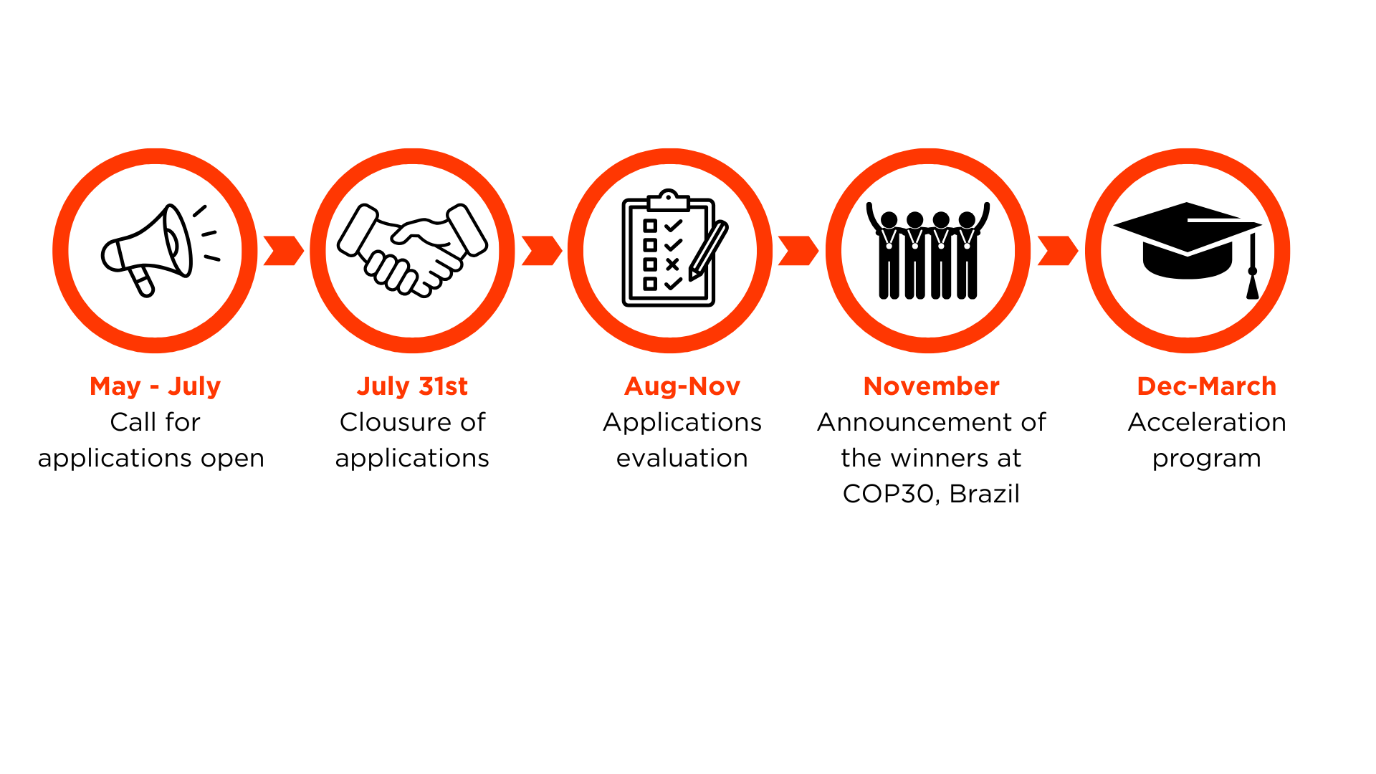 May - July
Call for
applications open
July 31st
Clousure of
applications
Aug-Nov
Applications
evaluation
November
Announcement of
the winners at
COP30, Brazil
Dec-March
Acceleration
program